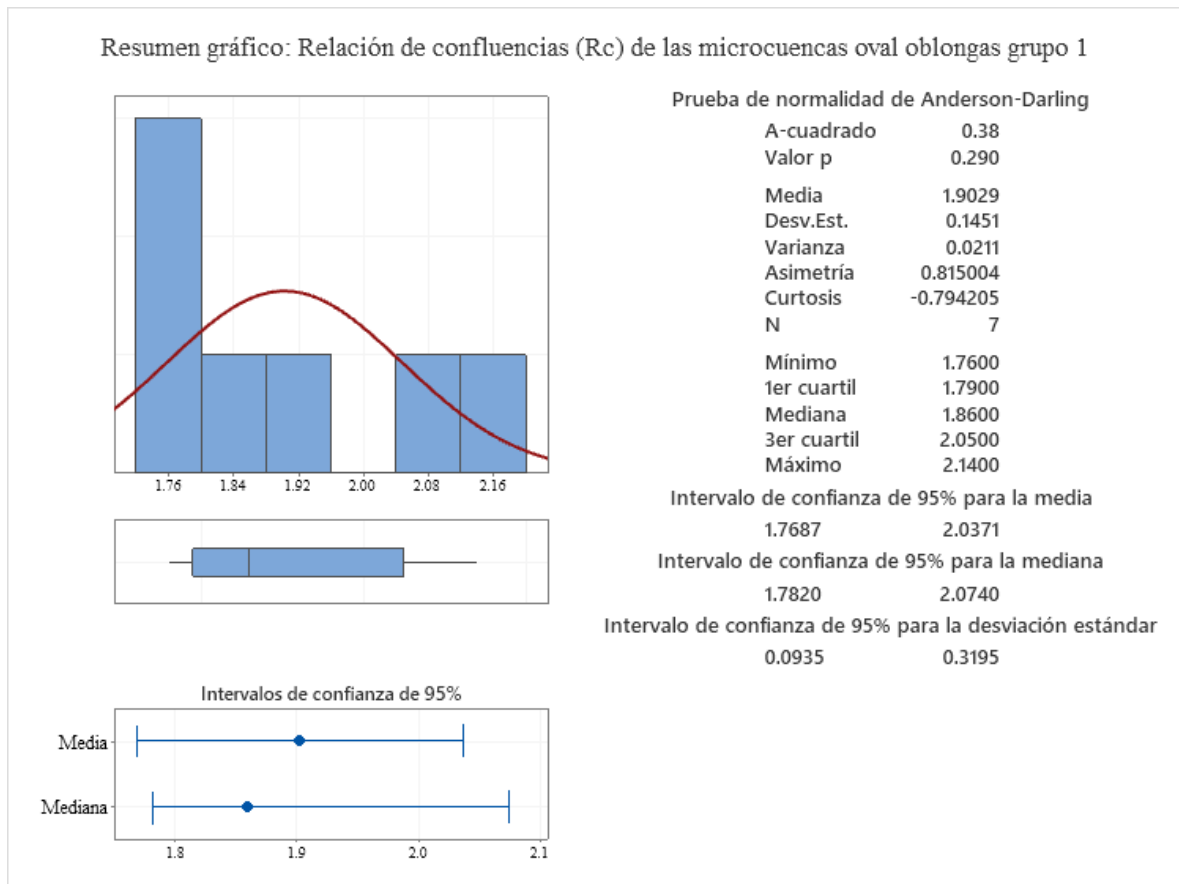 Resumen gráfico: Relación de confluencias (Rc) de las microcuencas oval oblongas grupo 1
1.76 1.84 1.92 2.00 2.08 2.16
Prueba de normalidad de Anderson-Darling
A-cuadrado 0.38
Valor p 0.290
Media 1.9029
Desv.Est. 0.1451
Varianza 0.0211
Asimetría 0.815004
Curtosis -0.794205
N 7
Mínimo 1.7600
1er cuartil 1.7900
Mediana 1.8600
3er cuartil 2.0500
Máximo 2.1400
Intervalo de confianza de 95% para la media
1.7687 2.0371
Intervalo de confianza de 95% para la mediana
1.7820 2.0740
Intervalo de confianza de 95% para la desviación estándar
0.0935 0.3195
Intervalos de confianza de 95%
Media
Mediana
1.8 1.9 2.0 2.1